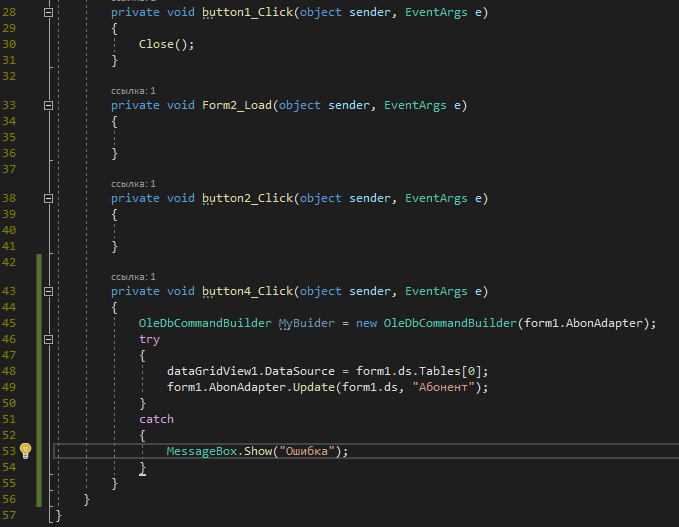 28 private void button1_Click(object sender, EventArgs e)
29 {
30 Close();
31 }
32
ссылка: 1
33 private void Form2_Load(object sender, EventArgs e)
34 {
35
36 }
37
ссылка: 1
38 private void button2_Click(object sender, EventArgs e)
39 {
40
41 }
42
ссылка: 1
43 private void button4_Click(object sender, EventArgs e)
44 {
45 OleDbCommandBuilder MyBuider = new OleDbCommandBuilder(form1.AbonAdapter);
46 try
47 {
48 dataGridView1.DataSource = form1.ds.Tables[0];
49 form1.AbonAdapter.Update(form1.ds, "Абонент");
50 }
51 catch
52 {
53 MessageBox.Show("Ошибка");
54 }
55 }
56 }
57 }